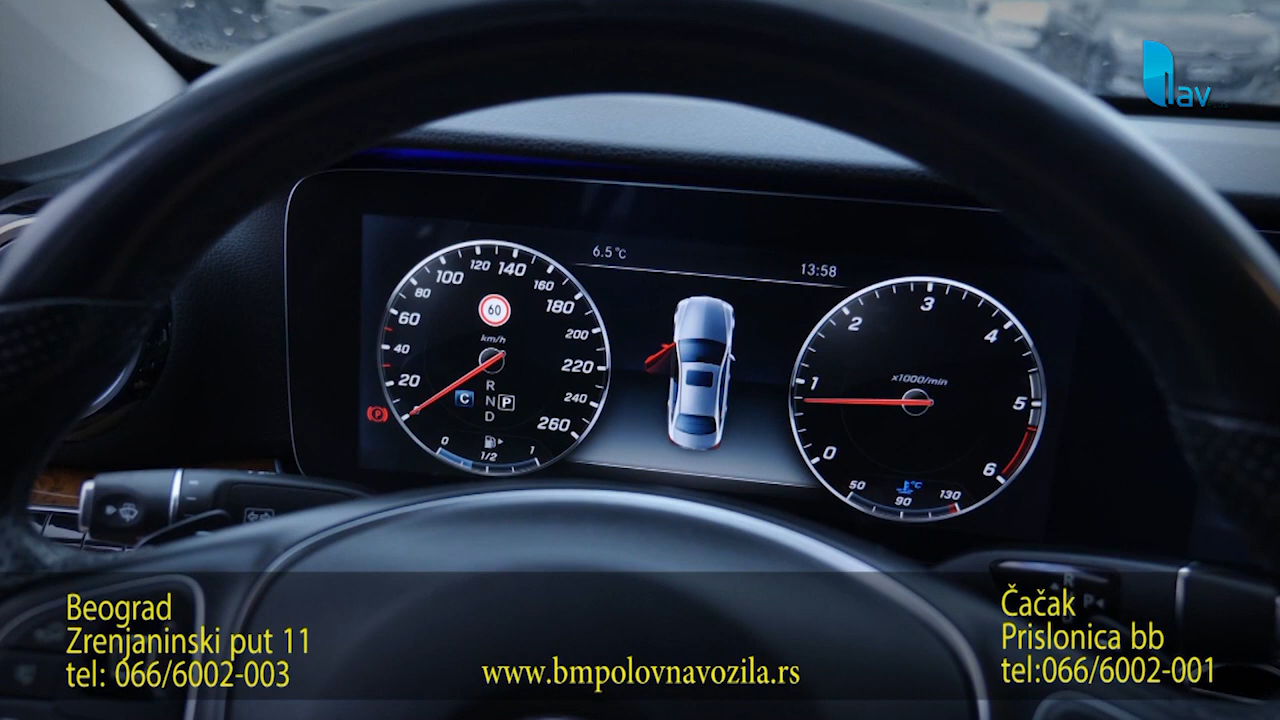 lav
6.5°C
13:58
100 120 140
80 160
60 60 180
km/h 200
40
20 220
R
C N P 240
D 260
P
0 1/2 1
3
2 4
x1000/min
1 5
0 6
°C
50 90 130
R
P
Beograd
Zrenjaninski put 11
tel: 066/6002-003
www.bmpolovnavozila.rs
Čačak
Prislonica bb
tel:066/6002-001